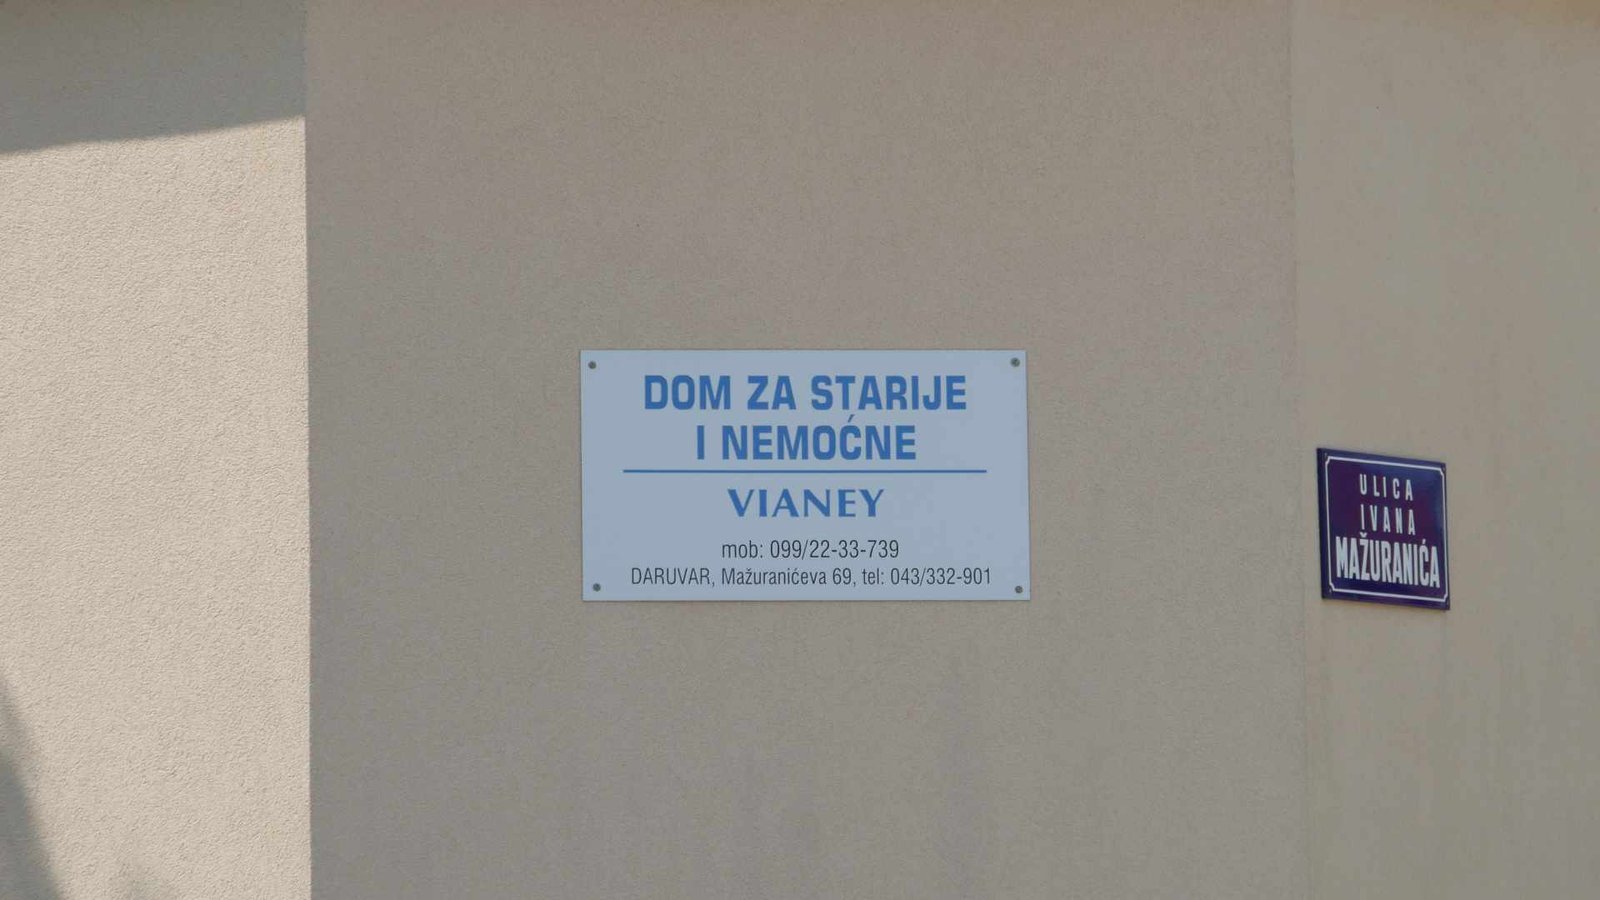 DOM ZA STARIJE
I NEMOĆNE
VIANEY
mob: 099/22-33-739
DARUVAR, Mažuranićeva 69, tel: 043/332-901
ULICA
IVANA
MAŽURANIĆA